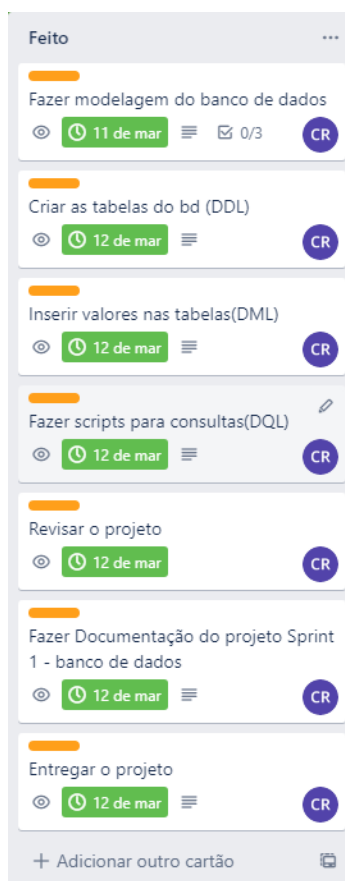 Feito
Fazer modelagem do banco de dados
11 de mar 0/3 CR
Criar as tabelas do bd (DDL)
12 de mar CR
Inserir valores nas tabelas(DML)
12 de mar CR
Fazer scripts para consultas(DQL)
12 de mar CR
Revisar o projeto
12 de mar CR
Fazer Documentação do projeto Sprint
1 - banco de dados
12 de mar CR
Entregar o projeto
12 de mar CR
+ Adicionar outro cartão